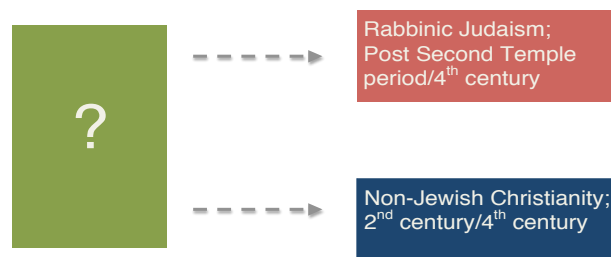 ?
Rabbinic Judaism;
Post Second Temple
period/4th century
Non-Jewish Christianity;
2nd century/4th century